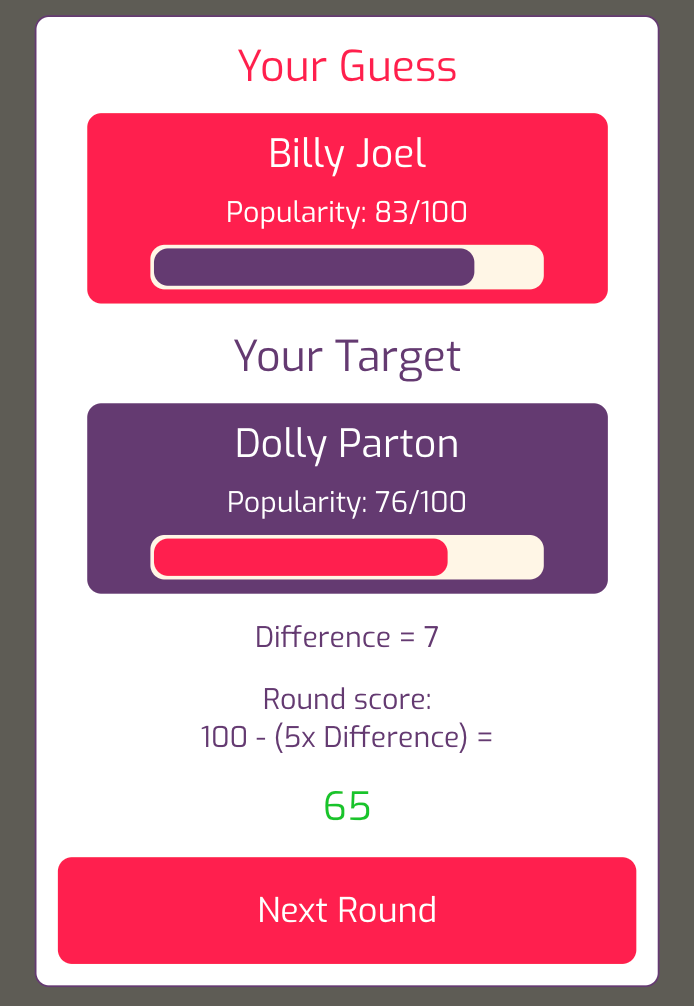 Your Guess
Billy Joel
Popularity: 83/100
Your Target
Dolly Parton
Popularity: 76/100
Difference = 7
Round score:
100 - (5x Difference) =
65
Next Round